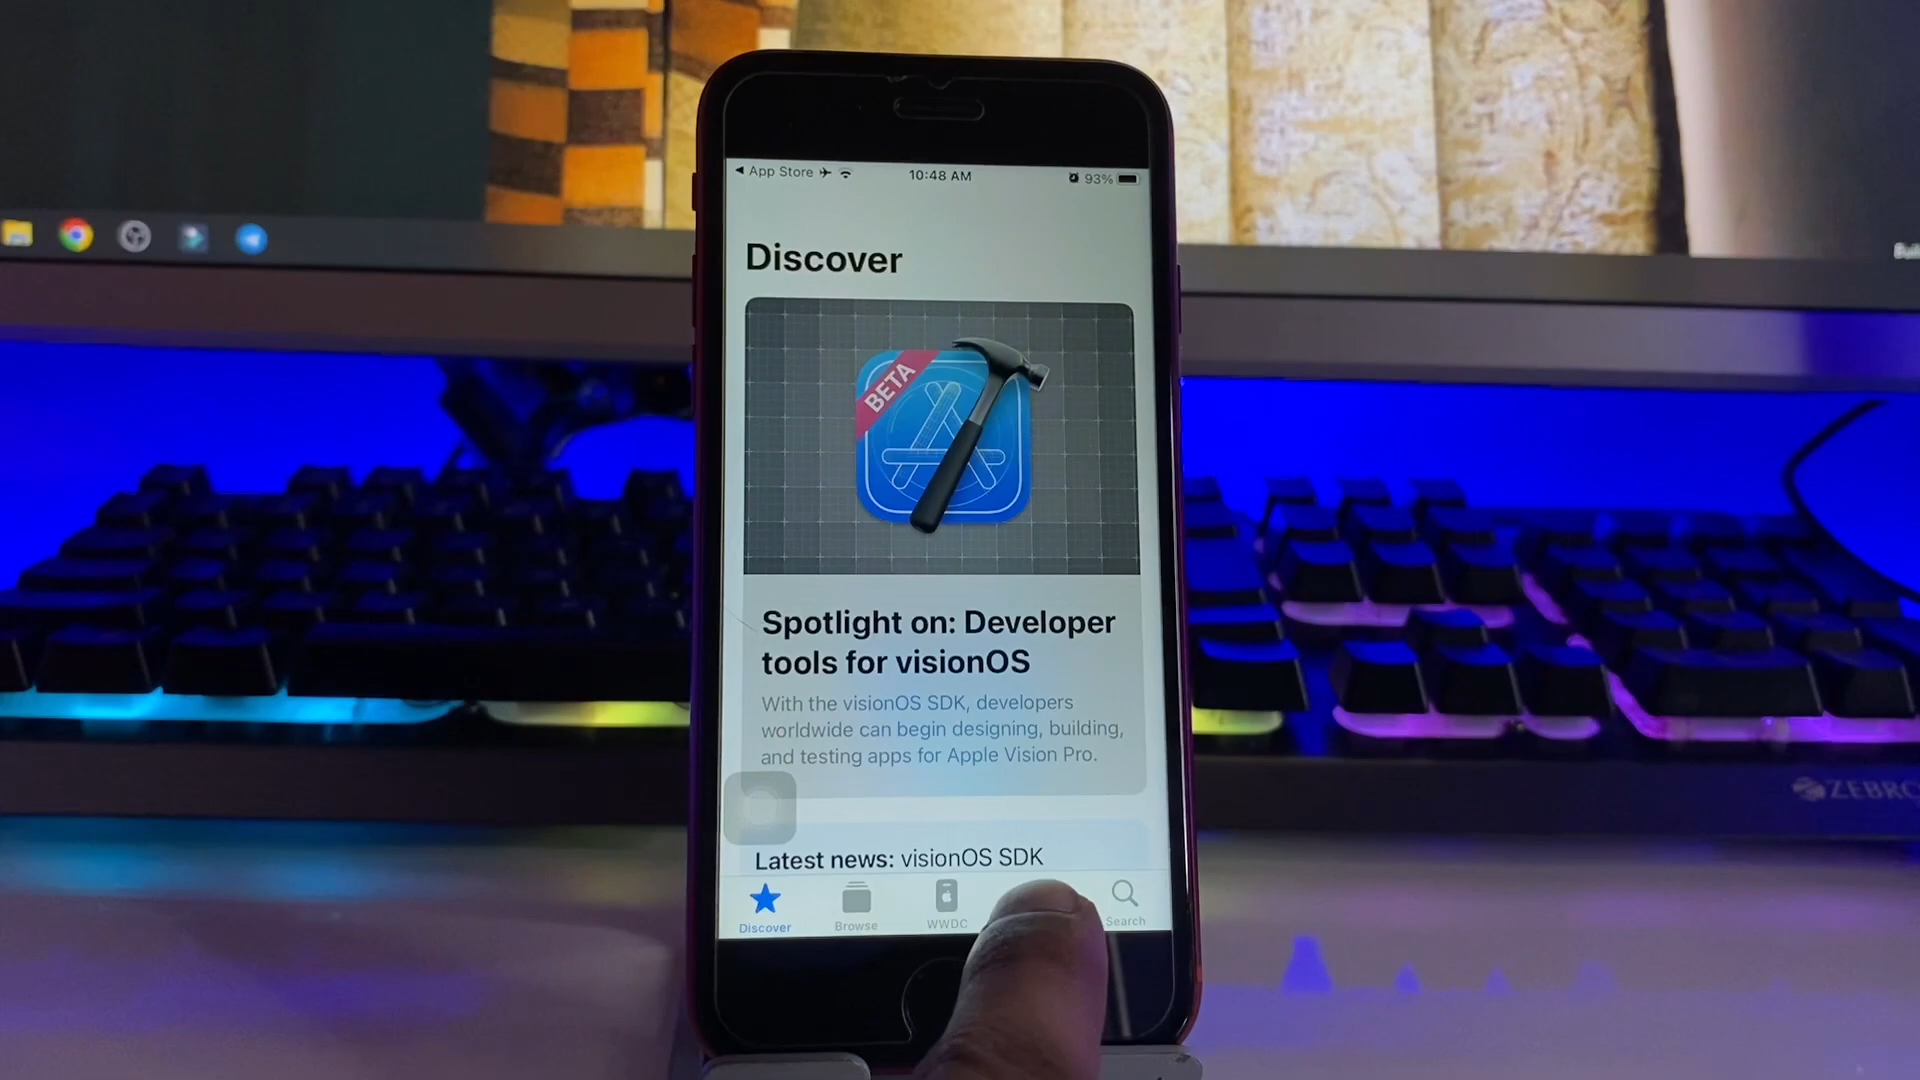 ◀ App Store
10:48 AM
93%
Discover
BETA
Spotlight on: Developer
tools for visionOS
With the visionOS SDK, developers
worldwide can begin designing, building,
and testing apps for Apple Vision Pro.
Latest news: visionOS SDK
Discover
Browse
WWDC
Search